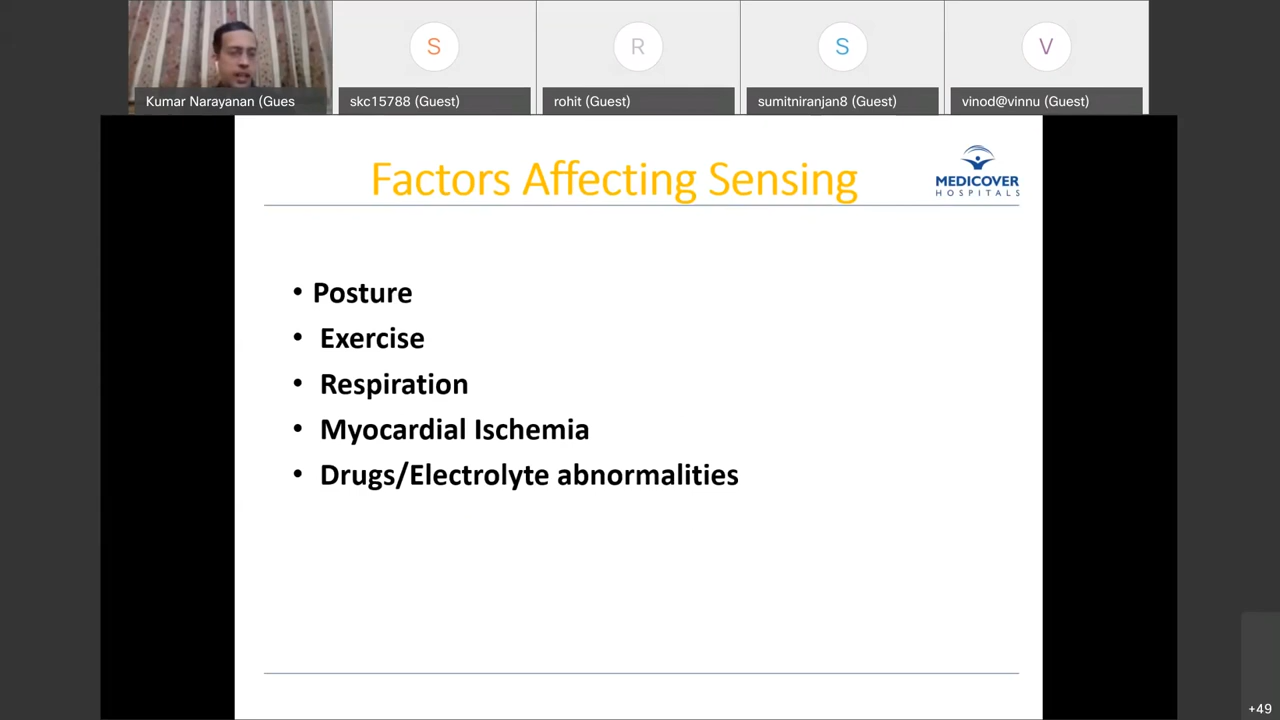 S
R
S
V
Kumar Narayanan (Gues
skc15788 (Guest)
rohit (Guest)
sumitniranjan8 (Guest)
vinod@vinnu (Guest)
Factors Affecting Sensing
MEDICOVER
HOSPITALS
• Posture
• Exercise
• Respiration
• Myocardial Ischemia
• Drugs/Electrolyte abnormalities
+49